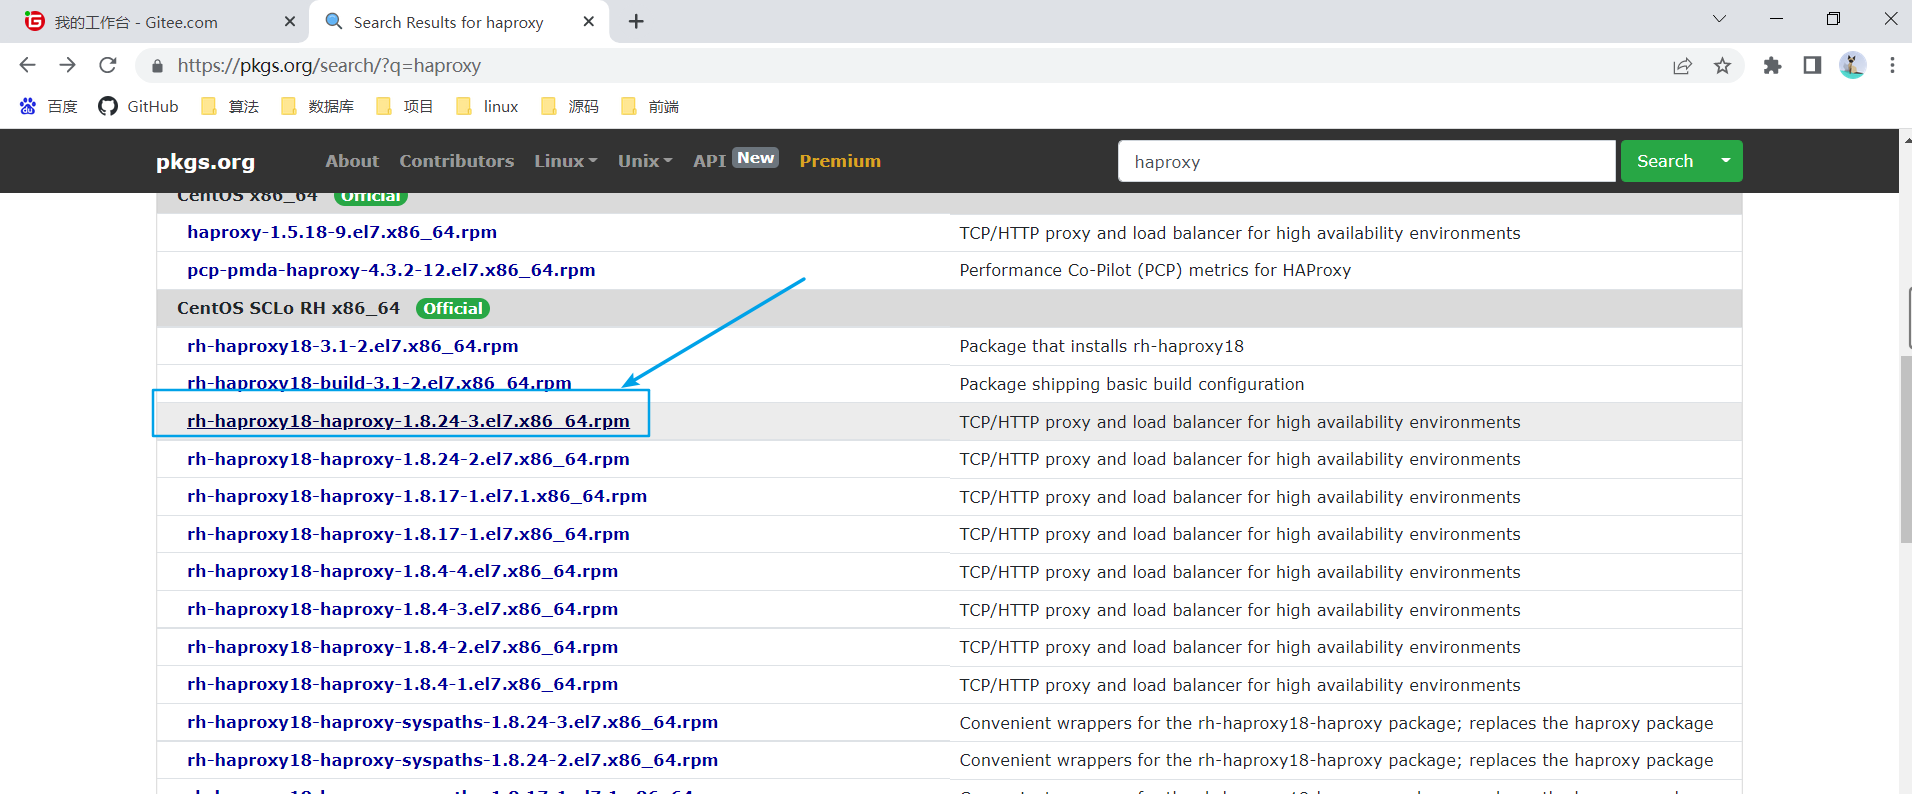 我的工作台 - Gitee.com
Search Results for haproxy
https://pkgs.org/search/?q=haproxy
百度
GitHub
算法
数据库
项目
linux
源码
前端
pkgs.org
About
Contributors
Linux
Unix
API New
Premium
haproxy
Search
CentOS x86_64 Official
haproxy-1.5.18-9.el7.x86_64.rpm TCP/HTTP proxy and load balancer for high availability environments
pcp-pmda-haproxy-4.3.2-12.el7.x86_64.rpm Performance Co-Pilot (PCP) metrics for HAProxy
CentOS SCLo RH x86_64 Official
rh-haproxy18-3.1-2.el7.x86_64.rpm Package that installs rh-haproxy18
rh-haproxy18-build-3.1-2.el7.x86_64.rpm Package shipping basic build configuration
rh-haproxy18-haproxy-1.8.24-3.el7.x86_64.rpm TCP/HTTP proxy and load balancer for high availability environments
rh-haproxy18-haproxy-1.8.24-2.el7.x86_64.rpm TCP/HTTP proxy and load balancer for high availability environments
rh-haproxy18-haproxy-1.8.17-1.el7.1.x86_64.rpm TCP/HTTP proxy and load balancer for high availability environments
rh-haproxy18-haproxy-1.8.17-1.el7.x86_64.rpm TCP/HTTP proxy and load balancer for high availability environments
rh-haproxy18-haproxy-1.8.4-4.el7.x86_64.rpm TCP/HTTP proxy and load balancer for high availability environments
rh-haproxy18-haproxy-1.8.4-3.el7.x86_64.rpm TCP/HTTP proxy and load balancer for high availability environments
rh-haproxy18-haproxy-1.8.4-2.el7.x86_64.rpm TCP/HTTP proxy and load balancer for high availability environments
rh-haproxy18-haproxy-1.8.4-1.el7.x86_64.rpm TCP/HTTP proxy and load balancer for high availability environments
rh-haproxy18-haproxy-syspaths-1.8.24-3.el7.x86_64.rpm Convenient wrappers for the rh-haproxy18-haproxy package; replaces the haproxy package
rh-haproxy18-haproxy-syspaths-1.8.24-2.el7.x86_64.rpm Convenient wrappers for the rh-haproxy18-haproxy package; replaces the haproxy package